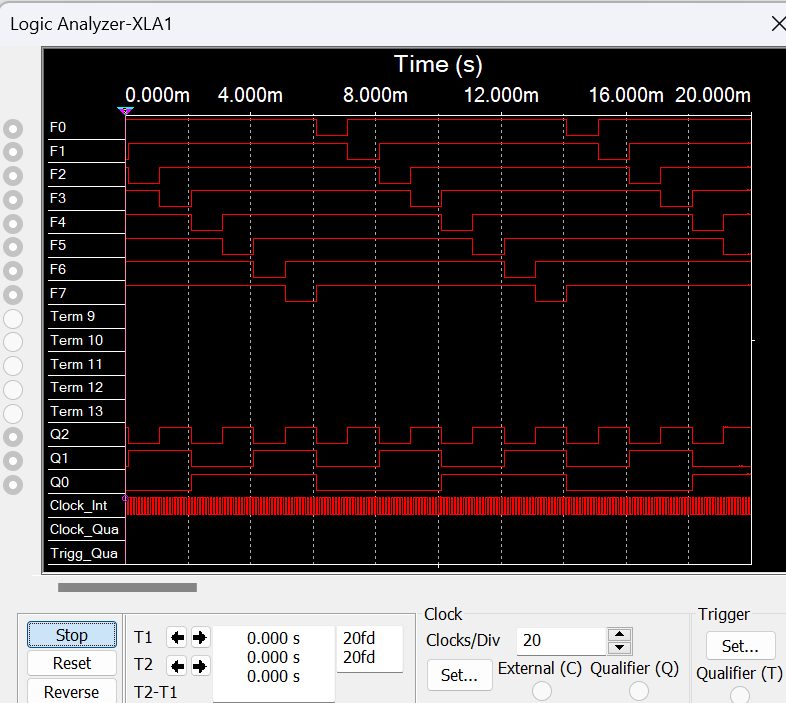 Logic Analyzer-XLA1
Time (s)
0.000m 4.000m 8.000m 12.000m 16.000m 20.000m
F0
F1
F2
F3
F4
F5
F6
F7
Term 9
Term 10
Term 11
Term 12
Term 13
Q2
Q1
Q0
Clock_Int
Clock_Qua
Trigg_Qua
Stop
Reset
Reverse
T1 0.000 s 20fd
T2 0.000 s 20fd
T2-T1 0.000 s
Clock
Clocks/Div 20
Set... External (C) Qualifier (Q)
Trigger
Set...
Qualifier (T)